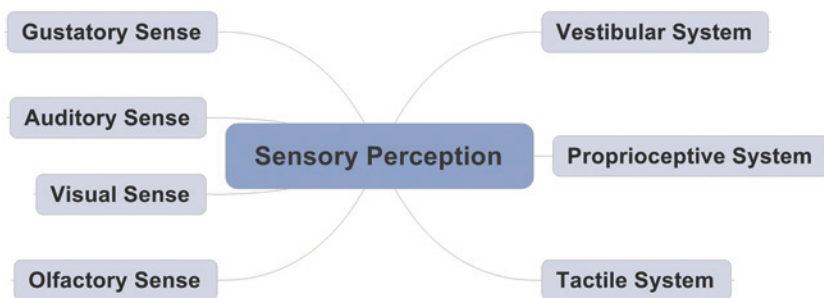 Gustatory Sense
Auditory Sense
Visual Sense
Olfactory Sense
Sensory Perception
Vestibular System
Proprioceptive System
Tactile System